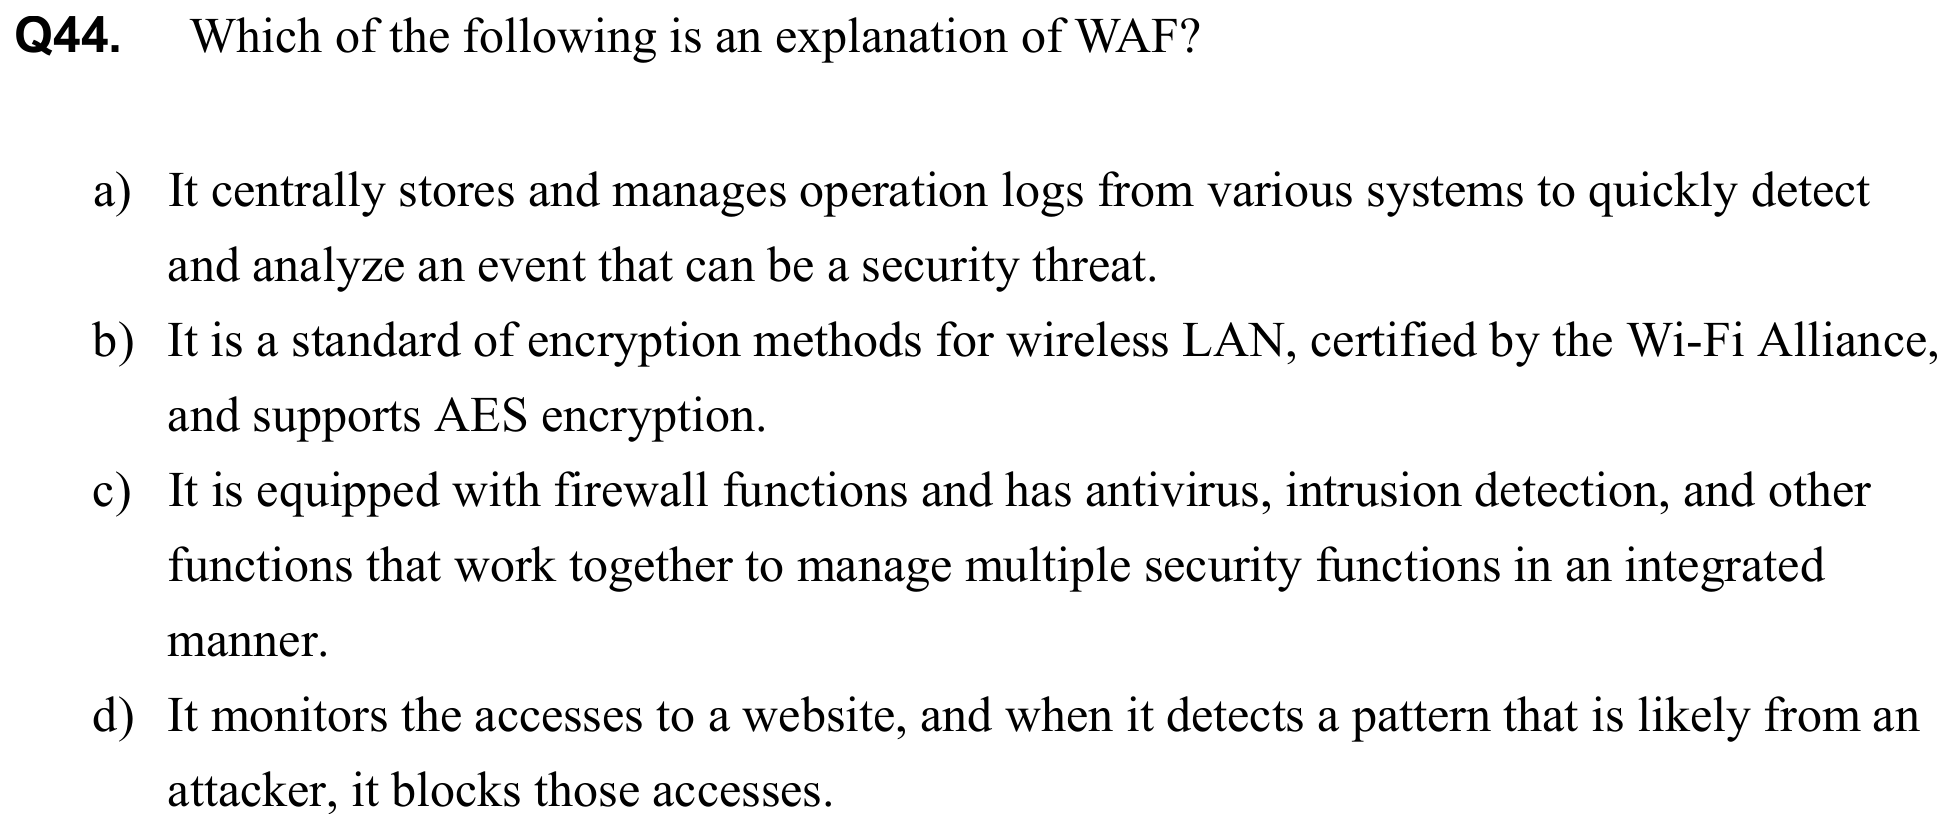 Q44. Which of the following is an explanation of WAF?
a) It centrally stores and manages operation logs from various systems to quickly detect
and analyze an event that can be a security threat.
b) It is a standard of encryption methods for wireless LAN, certified by the Wi-Fi Alliance,
and supports AES encryption.
c) It is equipped with firewall functions and has antivirus, intrusion detection, and other
functions that work together to manage multiple security functions in an integrated
manner.
d) It monitors the accesses to a website, and when it detects a pattern that is likely from an
attacker, it blocks those accesses.